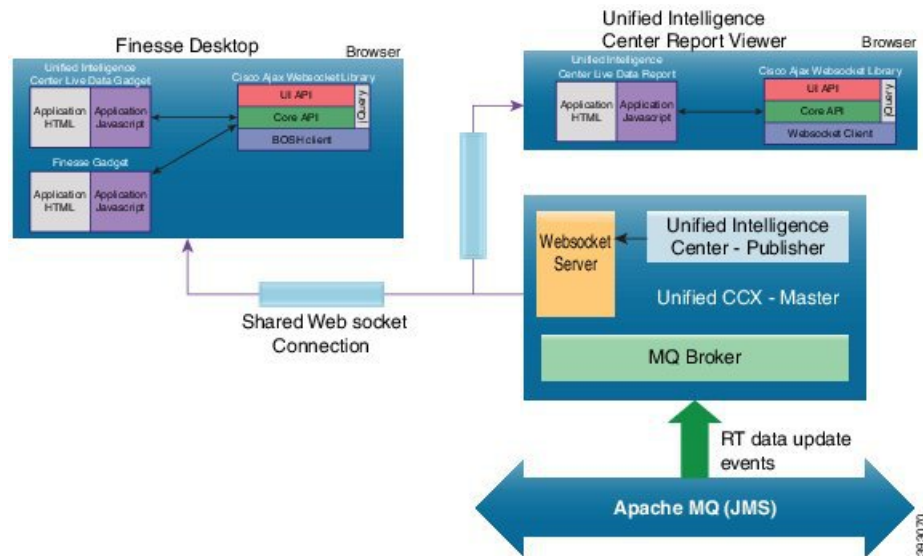 Finesse Desktop
Browser
Unified Intelligence
Center Live Data Gadget
Application
HTML
Application
Javascript
Cisco Ajax Websocket Library
UI API
Core API
jQuery
BOSH client
Finesse Gadget
Application
HTML
Application
Javascript
Unified Intelligence
Center Report Viewer
Browser
Unified Intelligence
Center Live Data Report
Application
HTML
Application
Javascript
Cisco Ajax Websocket Library
UI API
Core API
jQuery
Websocket Client
Websocket
Server
Unified Intelligence
Center - Publisher
Unified CCX - Master
MQ Broker
Shared Web socket
Connection
RT data update
events
Apache MQ (JMS)